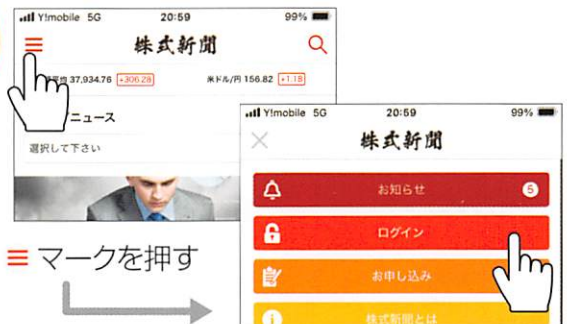 Y!mobile 5G 20:59 99%
株式新聞
平均 37,934.76 +306.28 米ドル/円 156.82 +1.18
ニュース
選択して下さい
≡ マークを押す
Y!mobile 5G 20:59 99%
株式新聞
お知らせ 5
ログイン
お申し込み
株式新聞とは